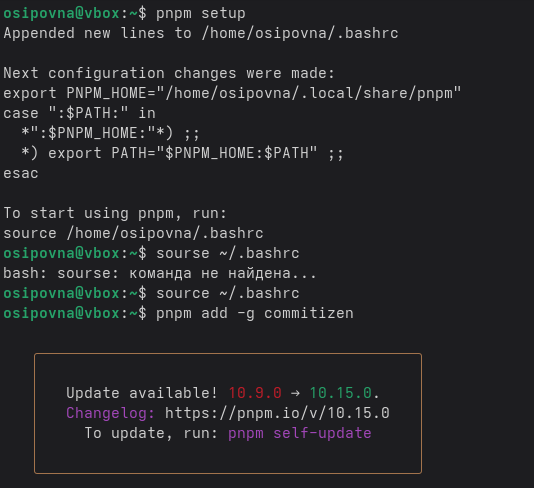 osipovna@vbox:~$ pnpm setup
Appended new lines to /home/osipovna/.bashrc

Next configuration changes were made:
export PNPM_HOME="/home/osipovna/.local/share/pnpm"
case ":$PATH:" in
  *":$PNPM_HOME:"*) ;;
  *) export PATH="$PNPM_HOME:$PATH" ;;
esac

To start using pnpm, run:
source /home/osipovna/.bashrc
osipovna@vbox:~$ sourse ~/.bashrc
bash: sourse: команда не найдена...
osipovna@vbox:~$ source ~/.bashrc
osipovna@vbox:~$ pnpm add -g commitizen

Update available! 10.9.0 → 10.15.0.
Changelog: https://pnpm.io/v/10.15.0
To update, run: pnpm self-update